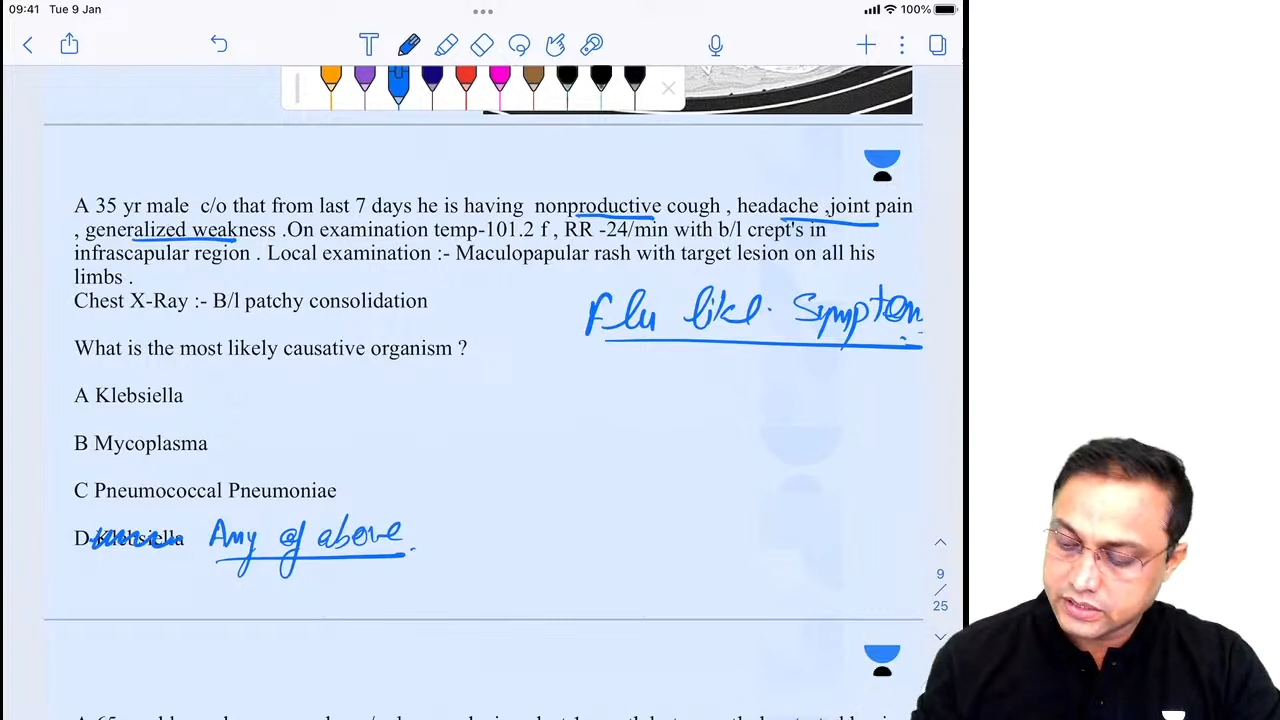 09:41 Tue 9 Jan
100%
T
A 35 yr male c/o that from last 7 days he is having nonproductive cough , headache ,joint pain
, generalized weakness .On examination temp-101.2 f , RR -24/min with b/l crept's in
infrascapular region . Local examination :- Maculopapular rash with target lesion on all his
limbs .
Chest X-Ray :- B/l patchy consolidation
Flu like. Symptom
What is the most likely causative organism ?
A Klebsiella
B Mycoplasma
C Pneumococcal Pneumoniae
D Klebsiella Any of above.
9
/
25